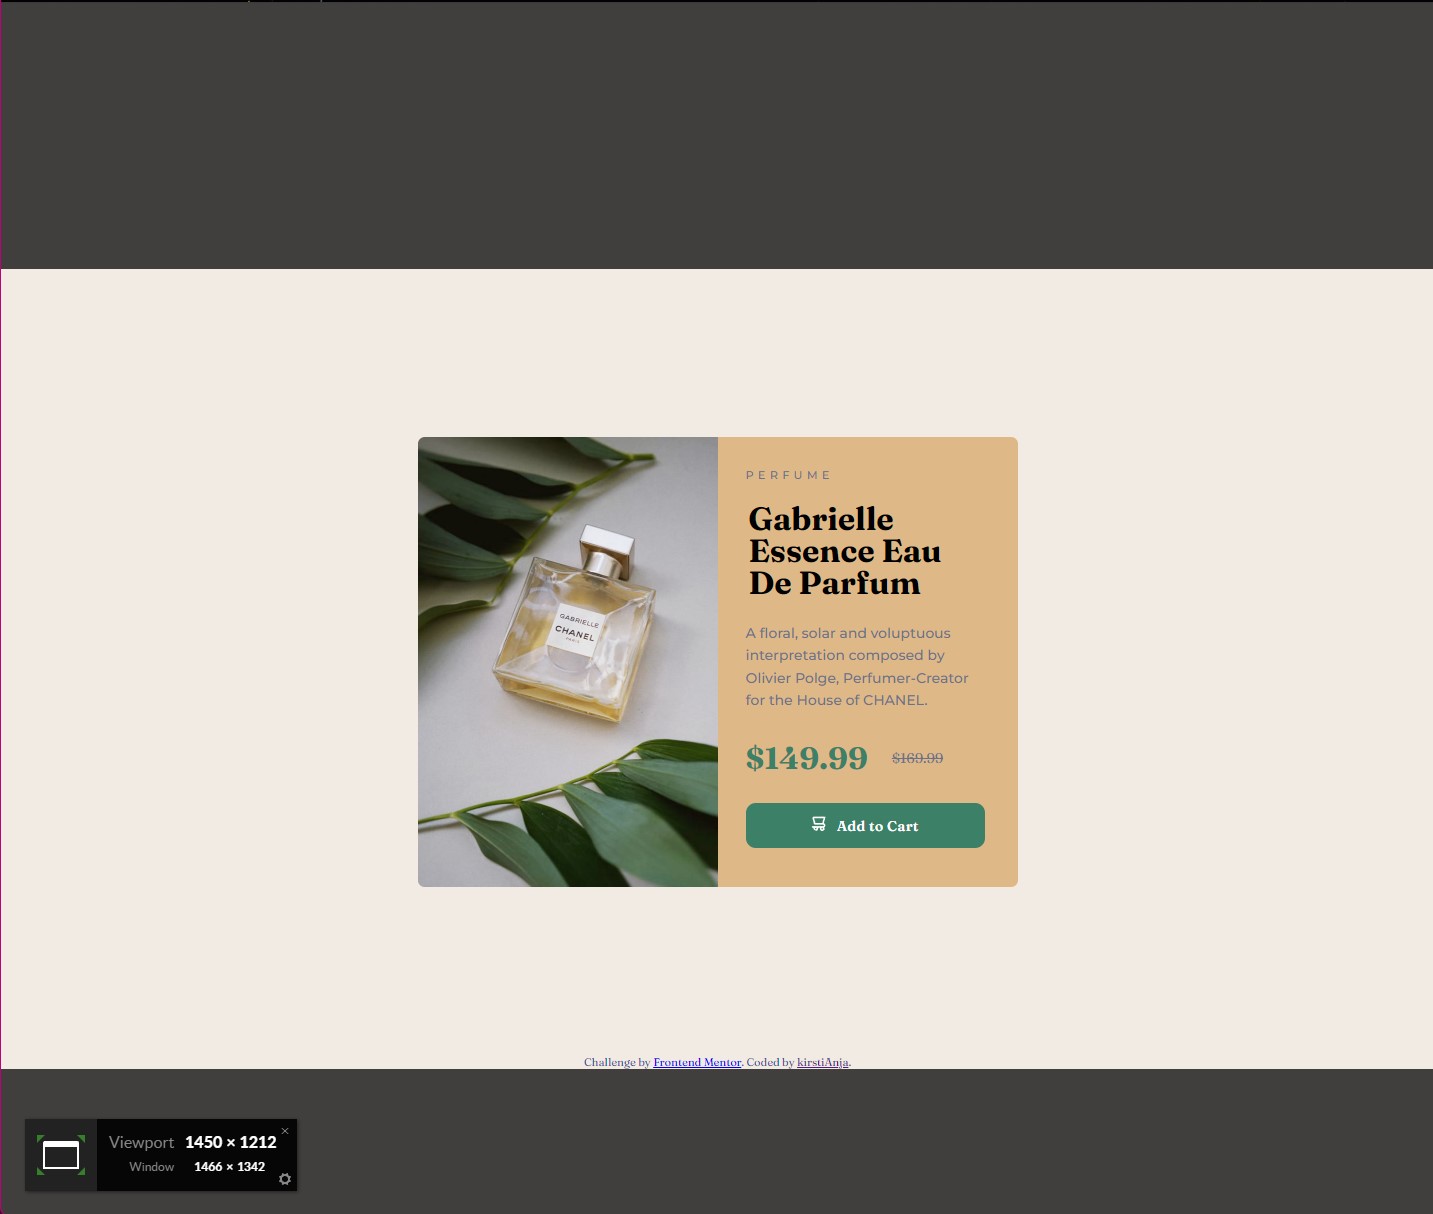 PERFUME
Gabrielle
Essence Eau
De Parfum
GABRIELLE
CHANEL
PARIS
A floral, solar and voluptuous
interpretation composed by
Olivier Polge, Perfumer-Creator
for the House of CHANEL.
$149.99 $169.99
Add to Cart
Challenge by Frontend Mentor. Coded by kirstiAnja.
Viewport 1450 × 1212 ×
Window 1466 × 1342